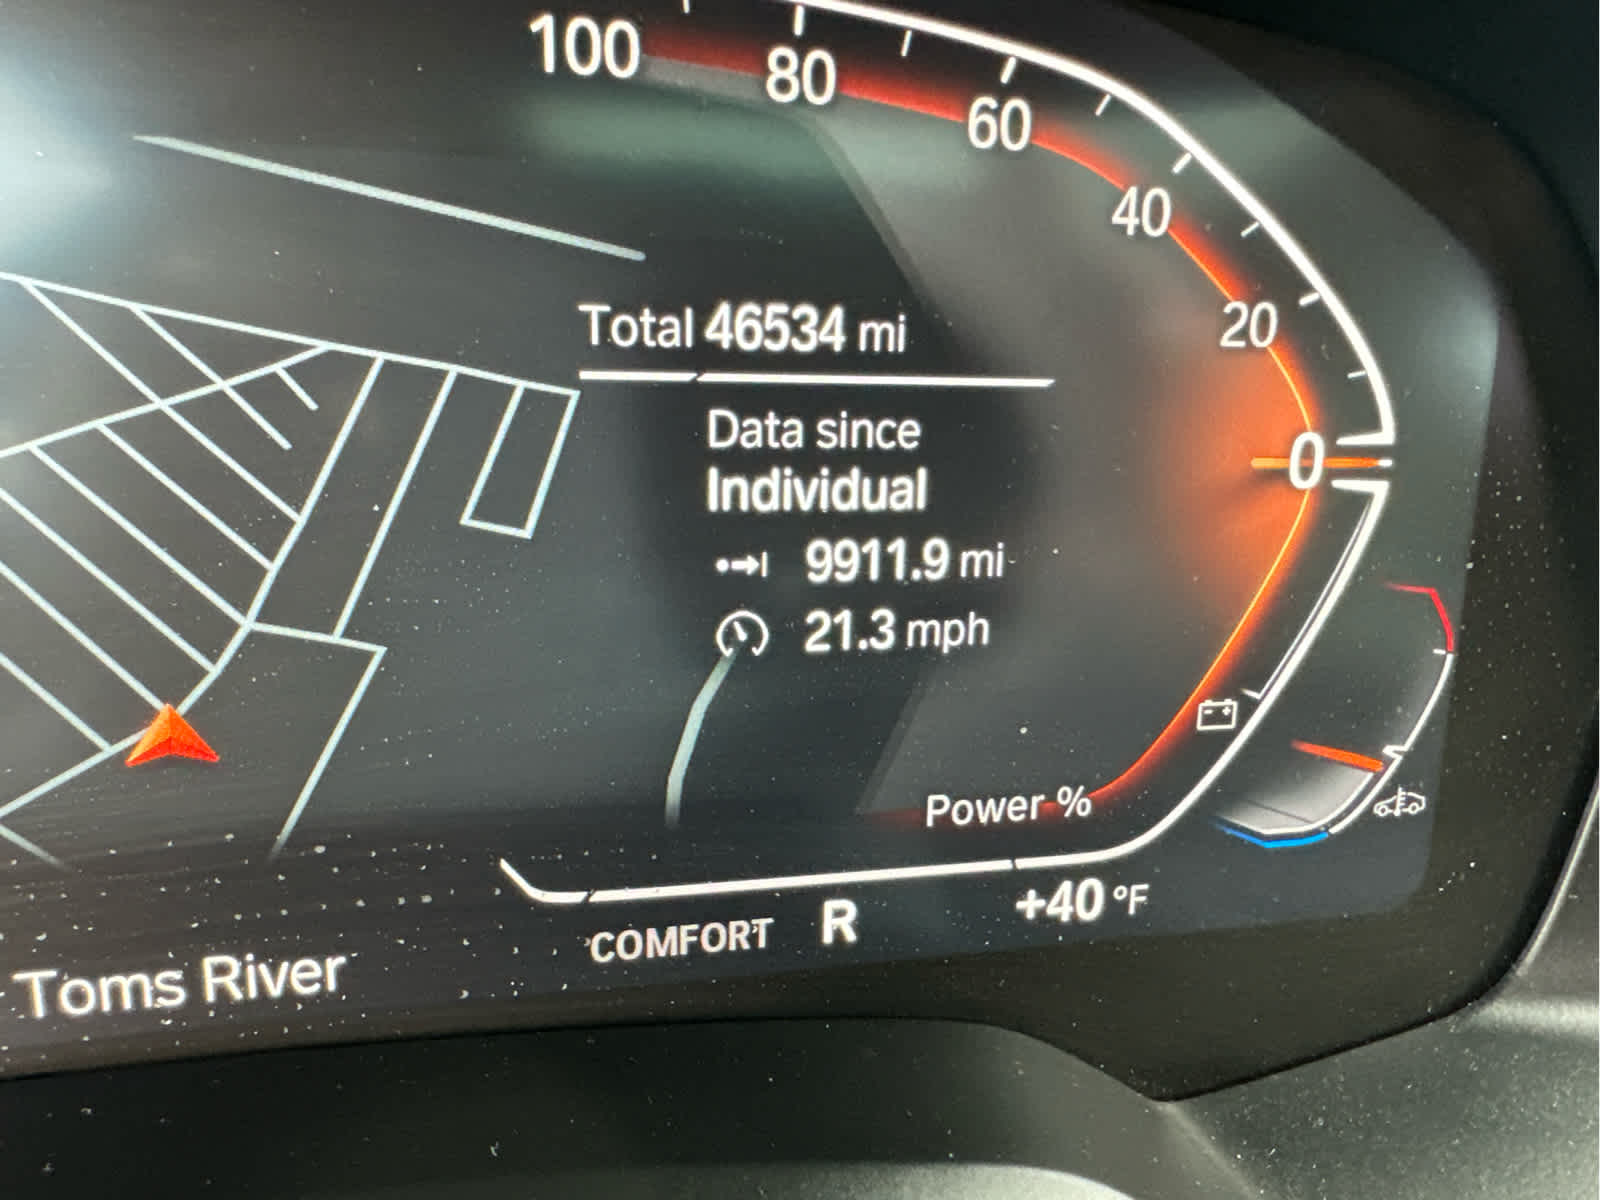 100
80
60
40
20
0
Total 46534 mi
Data since
Individual
9911.9 mi
21.3 mph
Power %
COMFORT R +40 °F
Toms River